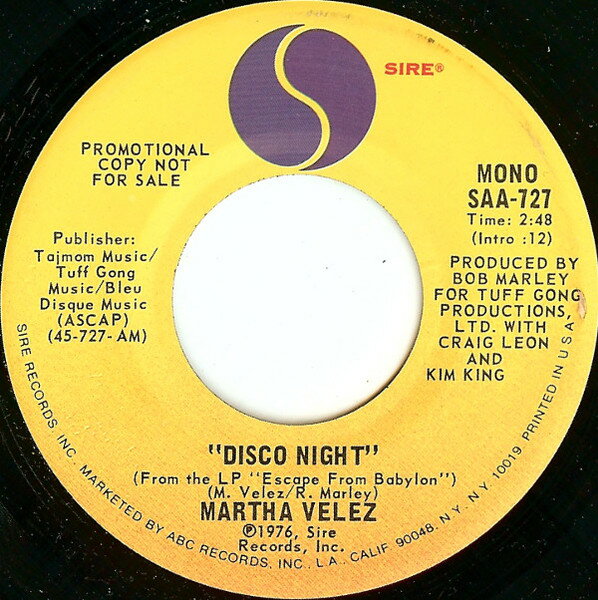 SIRE®
PROMOTIONAL
COPY NOT
FOR SALE
MONO
SAA-727
Time: 2:48
(Intro :12)
Publisher:
Tajmom Music/
Tuff Gong
Music/Bleu
Disque Music
(ASCAP)
(45-727-AM)
PRODUCED BY
BOB MARLEY
FOR TUFF GONG
PRODUCTIONS,
LTD. WITH
CRAIG LEON
AND
KIM KING
"DISCO NIGHT"
(From the LP "Escape From Babylon")
(M. Velez/R. Marley)
MARTHA VELEZ
℗1976, Sire
Records, Inc.
SIRE RECORDS, INC. MARKETED BY ABC RECORDS, INC., L.A., CALIF. 90048, N.Y. N.Y. 10019 PRINTED IN U.S.A.